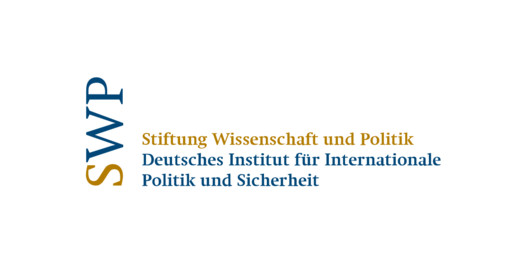 SWP
Stiftung Wissenschaft und Politik
Deutsches Institut für Internationale
Politik und Sicherheit